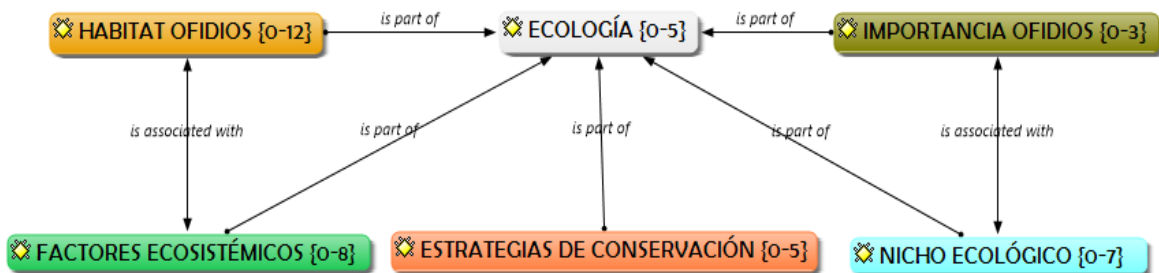 HABITAT OFIDIOS {0-12}
is part of
ECOLOGÍA {0-5}
is part of
IMPORTANCIA OFIDIOS {0-3}
is associated with
is part of
is part of
is part of
is associated with
FACTORES ECOSISTÉMICOS {0-8}
ESTRATEGIAS DE CONSERVACIÓN {0-5}
NICHO ECOLÓGICO {0-7}